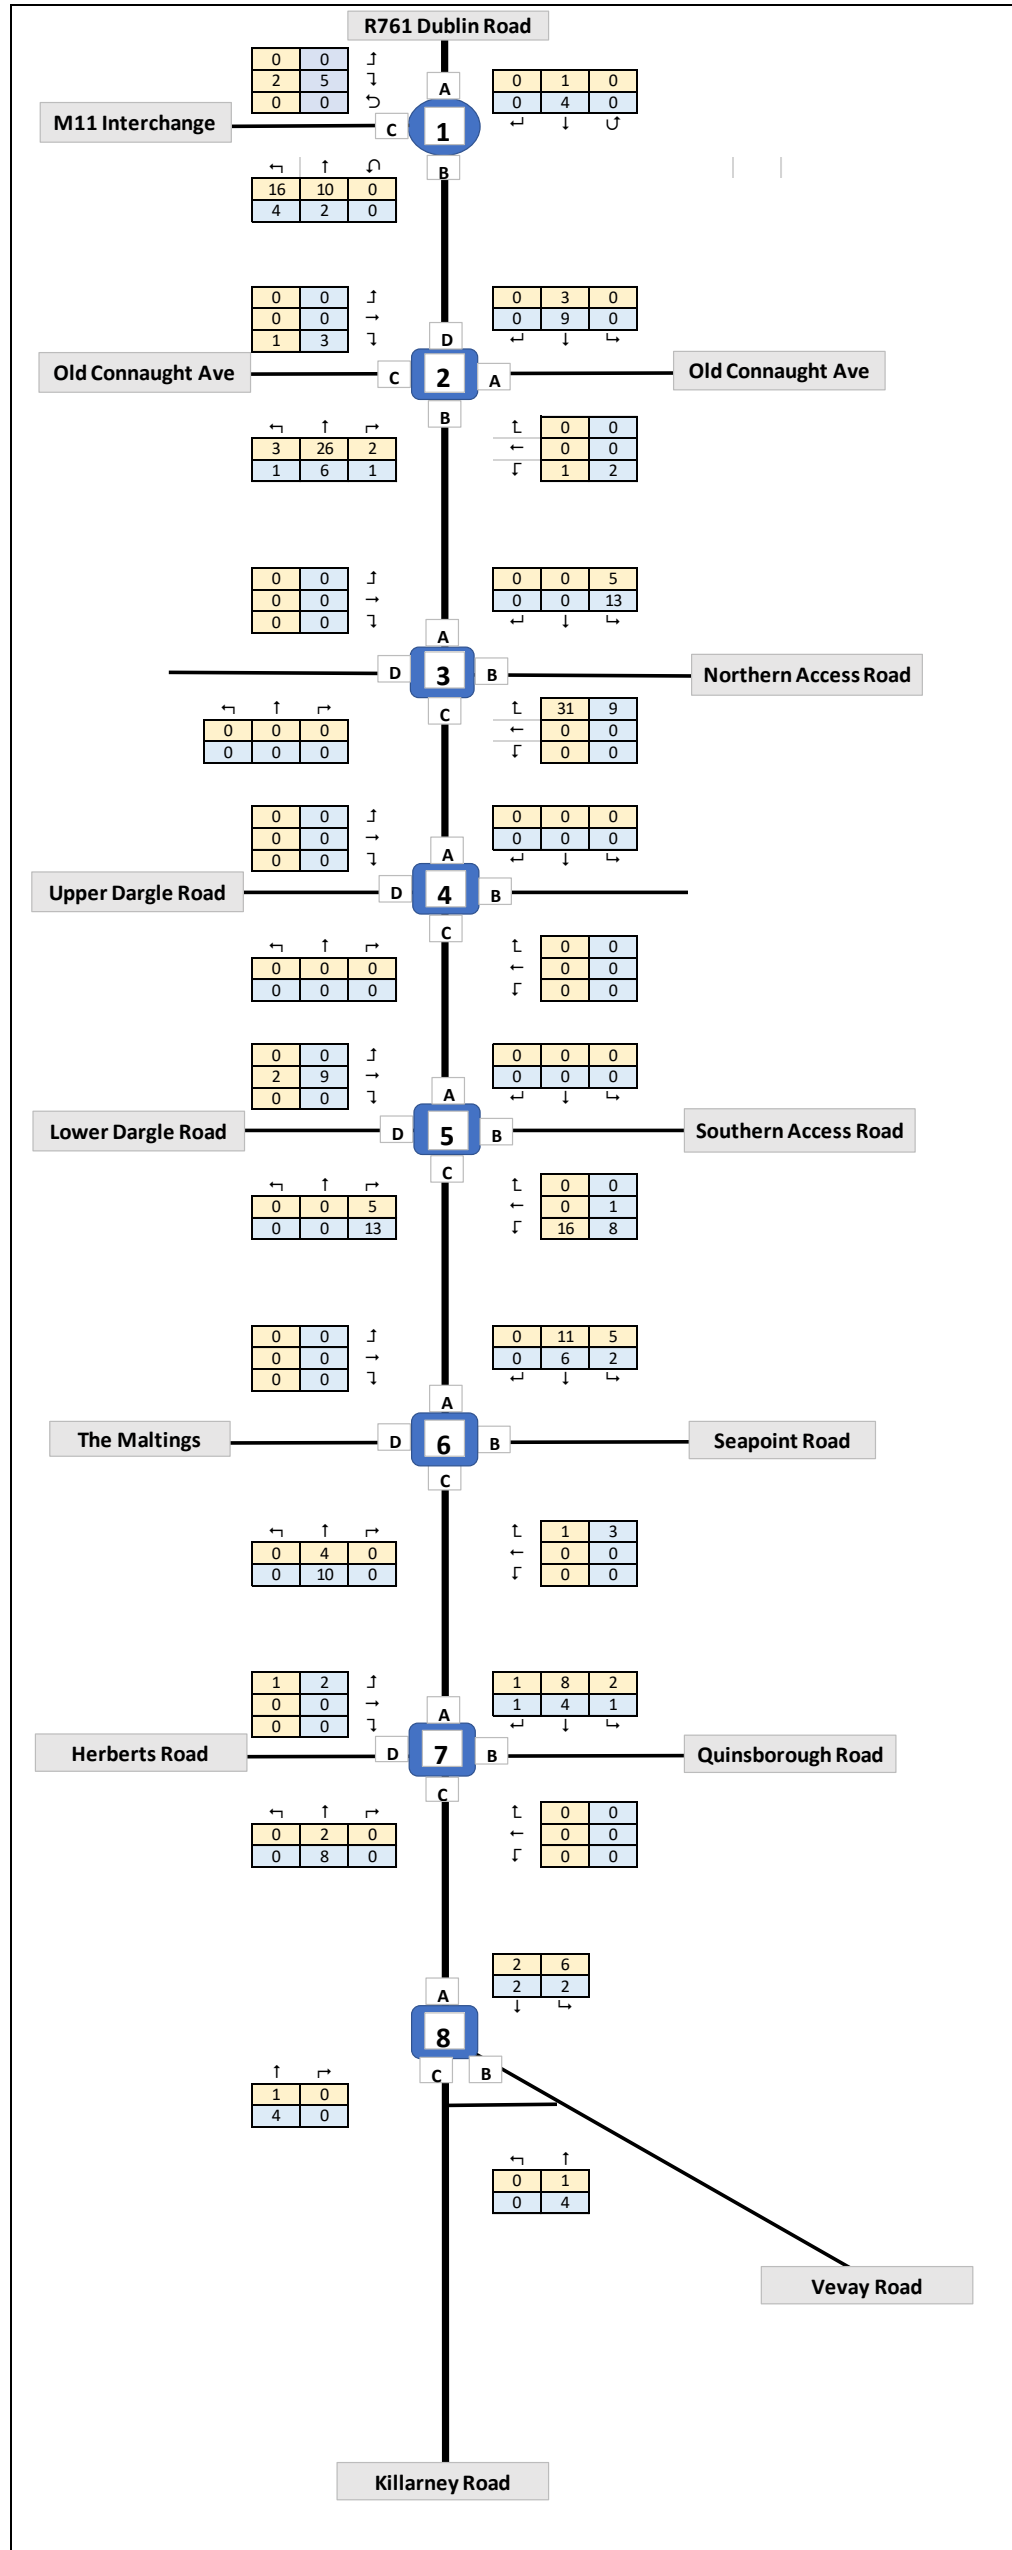 R761 Dublin Road
0 0 ⮥
2 5 ⮧
0 0 ⮌
A
0 1 0
0 4 0
↵ ↓ ⮍
M11 Interchange
C
1
B
↰ ↑ ⮏
16 10 0
4 2 0
0 0 ⮥
0 0 →
1 3 ⮧
0 3 0
0 9 0
↵ ↓ ↳
D
Old Connaught Ave
C
2
A
Old Connaught Ave
B
↰ ↑ ↱
3 26 2
1 6 1
↿ 0 0
← 0 0
↓ 1 2
0 0 ⮥
0 0 →
0 0 ⮧
0 0 5
0 0 13
↵ ↓ ↳
A
D
3
B
Northern Access Road
C
↰ ↑ ↱
0 0 0
0 0 0
↿ 31 9
← 0 0
↓ 0 0
0 0 ⮥
0 0 →
0 0 ⮧
0 0 0
0 0 0
↵ ↓ ↳
A
Upper Dargle Road
D
4
B
C
↰ ↑ ↱
0 0 0
0 0 0
↿ 0 0
← 0 0
↓ 0 0
0 0 ⮥
2 9 →
0 0 ⮧
0 0 0
0 0 0
↵ ↓ ↳
A
Lower Dargle Road
D
5
B
Southern Access Road
C
↰ ↑ ↱
0 0 5
0 0 13
↿ 0 0
← 0 1
↓ 16 8
0 0 ⮥
0 0 →
0 0 ⮧
0 11 5
0 6 2
↵ ↓ ↳
A
The Maltings
D
6
B
Seapoint Road
C
↰ ↑ ↱
0 4 0
0 10 0
↿ 1 3
← 0 0
↓ 0 0
1 2 ⮥
0 0 →
0 0 ⮧
1 8 2
1 4 1
↵ ↓ ↳
A
Herberts Road
D
7
B
Quinsborough Road
C
↰ ↑ ↱
0 2 0
0 8 0
↿ 0 0
← 0 0
↓ 0 0
2 6
2 2
↓ ↳
A
8
C
B
↑ ↱
1 0
4 0
↰ ↑
0 1
0 4
Vevay Road
Killarney Road